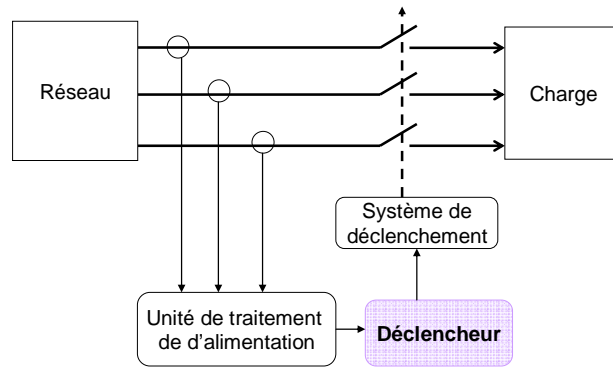 Réseau
Charge
Système de
déclenchement
Unité de traitement
de d'alimentation
Déclencheur